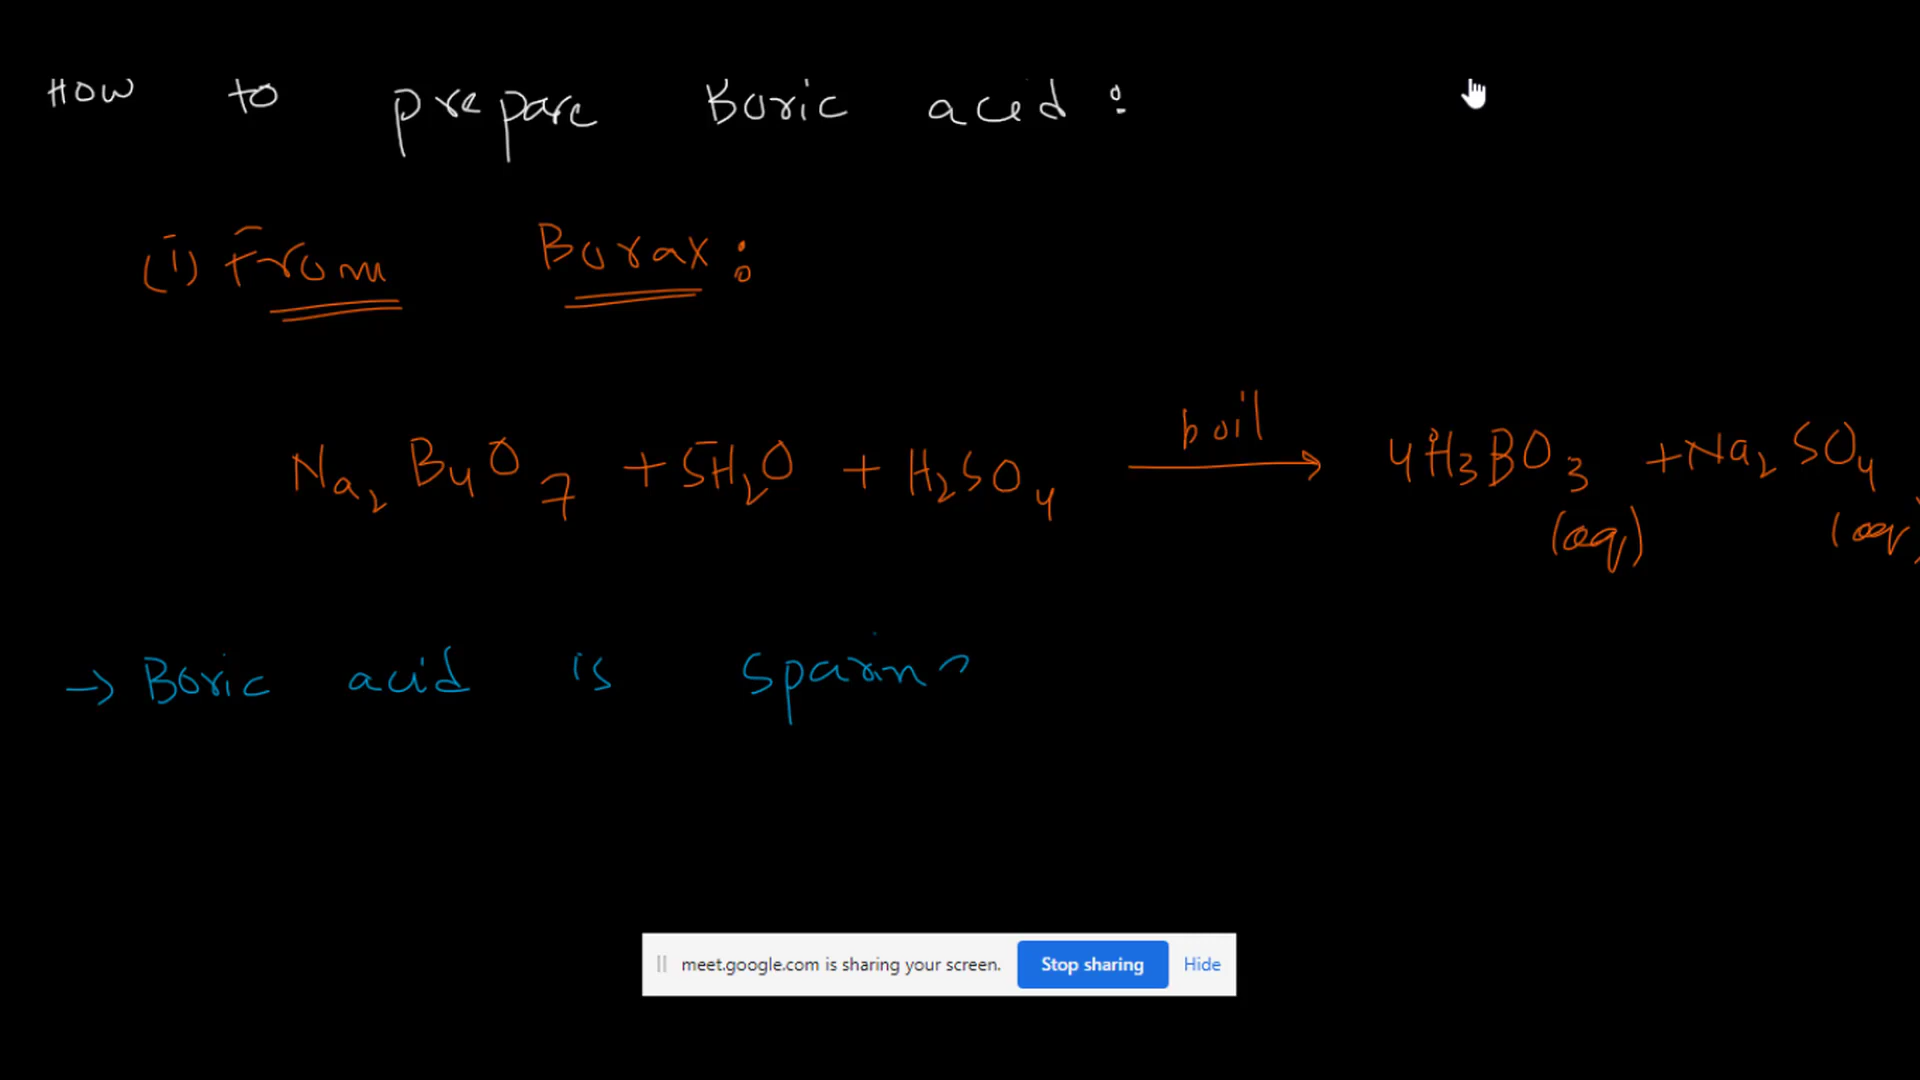 HOW to prepare Boric acid :
(i) From Borax :
boil
Na₂B₄O₇ + 5H₂O + H₂SO₄ → 4H₃BO₃ + Na₂SO₄
(aq) (aq)
→ Boric acid is sparin
meet.google.com is sharing your screen. Stop sharing Hide